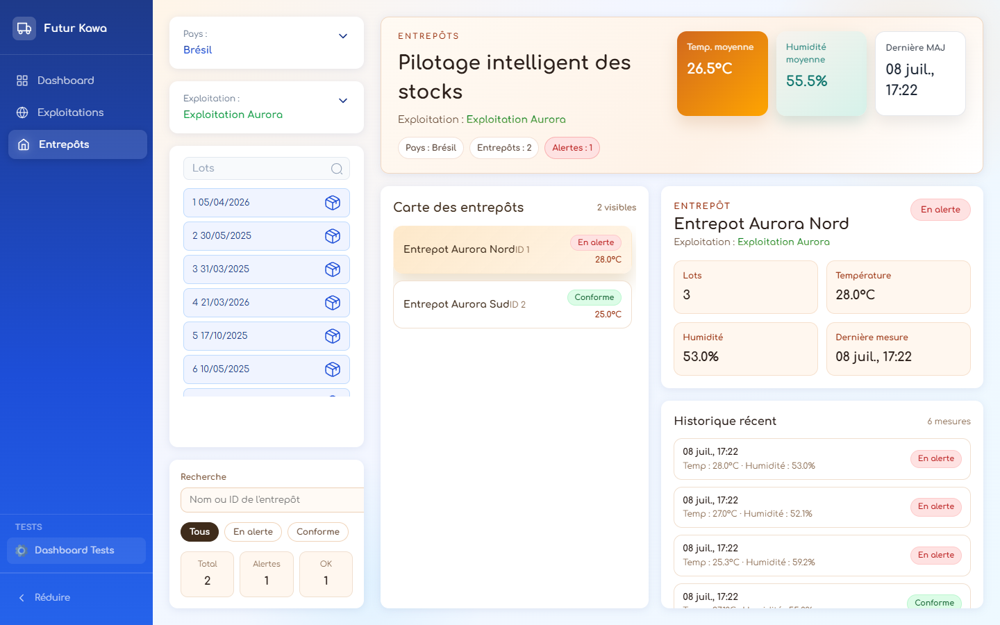 Futur Kawa
Dashboard
Exploitations
Entrepôts
TESTS
Dashboard Tests
Réduire
Pays :
Brésil
Exploitation :
Exploitation Aurora
Lots
1 05/04/2026
2 30/05/2025
3 31/03/2025
4 21/03/2026
5 17/10/2025
6 10/05/2025
Recherche
Nom ou ID de l'entrepôt
Tous
En alerte
Conforme
Total
2
Alertes
1
OK
1
ENTREPÔTS
Pilotage intelligent des
stocks
Exploitation : Exploitation Aurora
Pays : Brésil
Entrepôts : 2
Alertes : 1
Temp. moyenne
26.5°C
Humidité
moyenne
55.5%
Dernière MAJ
08 juil.,
17:22
Carte des entrepôts
2 visibles
Entrepot Aurora NordID 1
En alerte
28.0°C
Entrepot Aurora SudID 2
Conforme
25.0°C
ENTREPÔT
Entrepot Aurora Nord
Exploitation : Exploitation Aurora
En alerte
Lots
3
Température
28.0°C
Humidité
53.0%
Dernière mesure
08 juil., 17:22
Historique récent
6 mesures
08 juil., 17:22
Temp : 28.0°C · Humidité : 53.0%
En alerte
08 juil., 17:22
Temp : 27.0°C · Humidité : 52.1%
En alerte
08 juil., 17:22
Temp : 25.3°C · Humidité : 59.2%
En alerte
08 juil., 17:22
Conforme